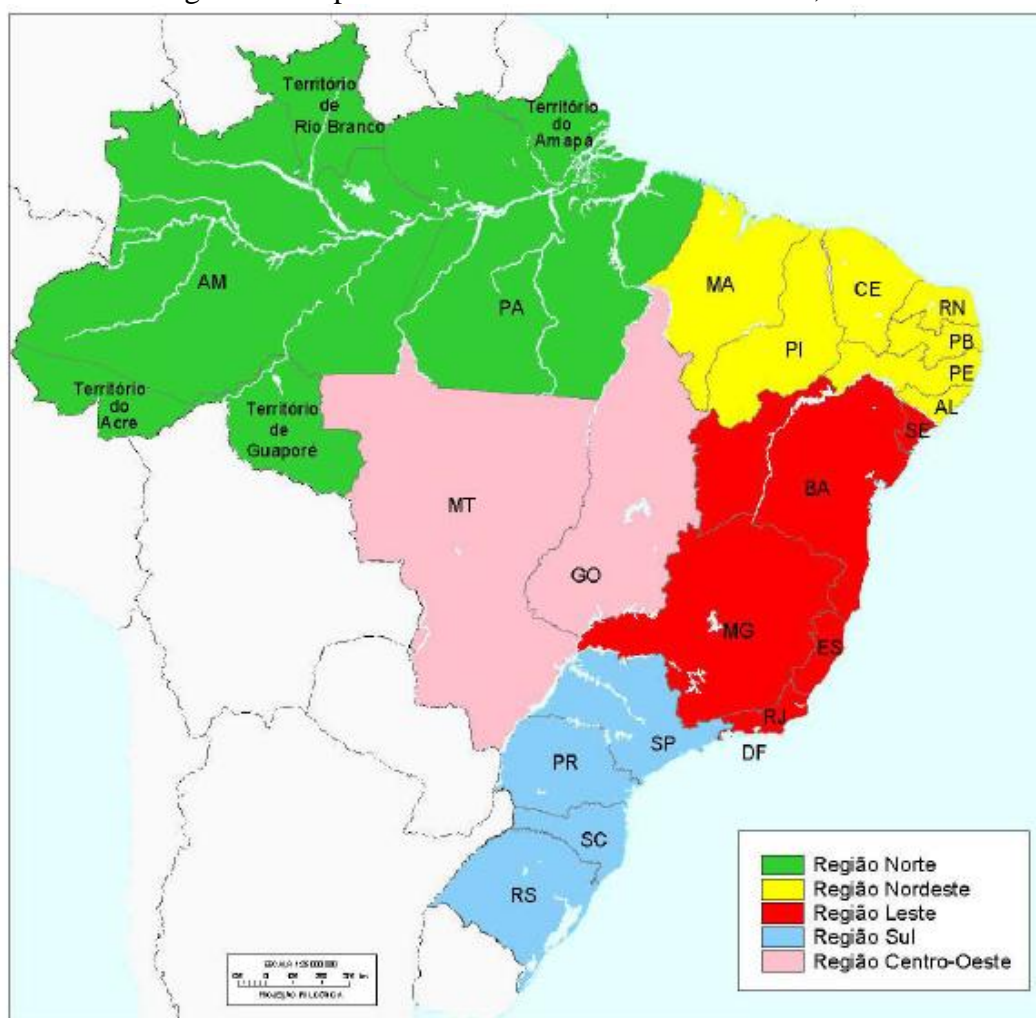 Território
de
Rio Branco
Território
do
Amapá
AM
PA
MA
CE
RN
PB
PE
AL
SE
PI
BA
Território
do
Acre
Território
de
Guaporé
MT
GO
MG
ES
RJ
DF
SP
PR
SC
RS
Região Norte
Região Nordeste
Região Leste
Região Sul
Região Centro-Oeste